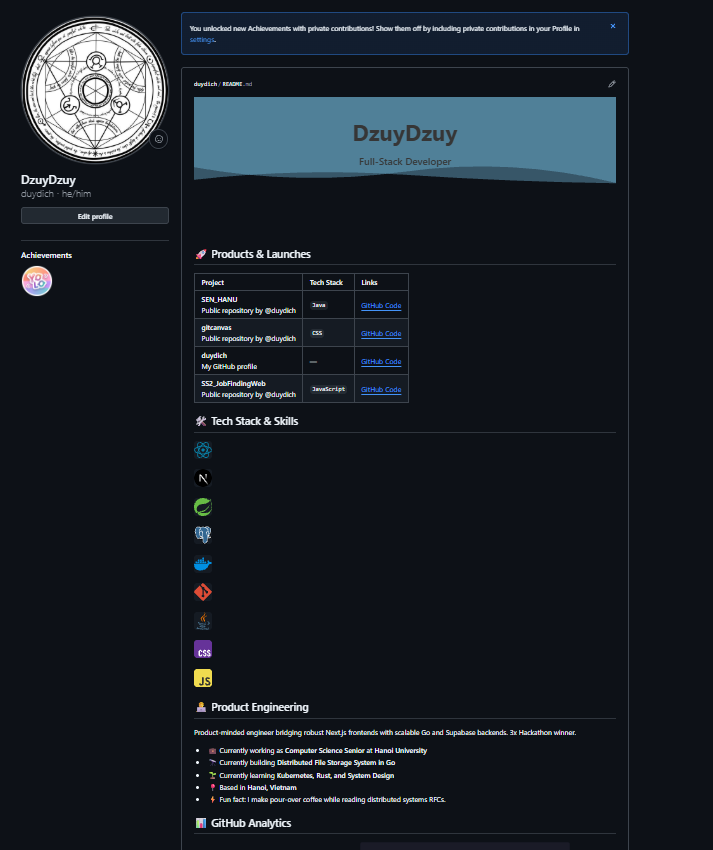 You unlocked new Achievements with private contributions! Show them off by including private contributions in your Profile in
settings.
duydich / README.md
DzuyDzuy
Full-Stack Developer
DzuyDzuy
duydich · he/him
Edit profile
Achievements
YOLO
🚀 Products & Launches
Project Tech Stack Links
SEN_HANU
Public repository by @duydich Java GitHub Code
gitcanvas
Public repository by @duydich CSS GitHub Code
duydich
My GitHub profile — GitHub Code
SS2_JobFindingWeb
Public repository by @duydich JavaScript GitHub Code
🛠️ Tech Stack & Skills
N
CSS
JS
Product Engineering
Product-minded engineer bridging robust Next.js frontends with scalable Go and Supabase backends. 3x Hackathon winner.
Currently working as Computer Science Senior at Hanoi University
Currently building Distributed File Storage System in Go
Currently learning Kubernetes, Rust, and System Design
Based in Hanoi, Vietnam
Fun fact: I make pour-over coffee while reading distributed systems RFCs.
📊 GitHub Analytics